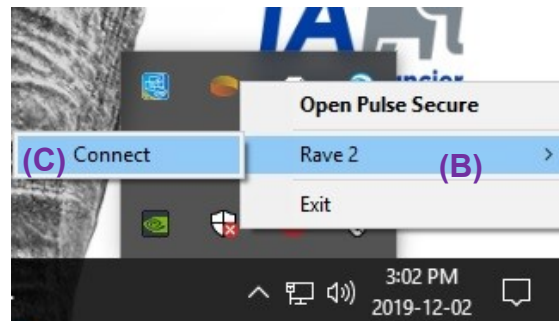 iA
Open Pulse Secure
(C) Connect
Rave 2 (B) >
Exit
3:02 PM
2019-12-02